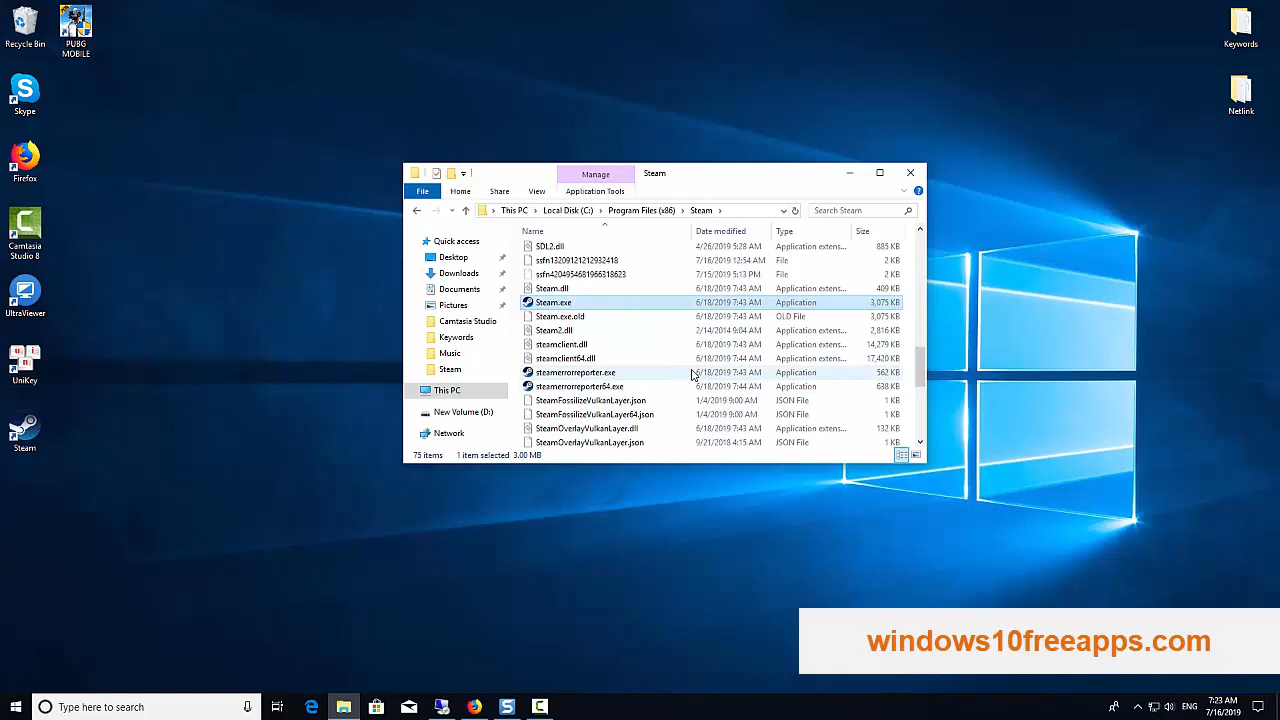 Recycle Bin
PUBG
MOBILE
Keywords
Skype
Netlink
Firefox
Camtasia
Studio 8
UltraViewer
UniKey
Steam
Manage
Steam
File
Home
Share
View
Application Tools
This PC
Local Disk (C:)
Program Files (x86)
Steam
Search Steam
Quick access
Desktop
Downloads
Documents
Pictures
Camtasia Studio
Keywords
Music
Steam
This PC
New Volume (D:)
Network
Name Date modified Type Size
SDL2.dll 4/26/2019 5:28 AM Application extens... 885 KB
ssfn13209121212932418 7/16/2019 12:54 AM File 2 KB
ssfn4204954681966318623 7/15/2019 5:13 PM File 2 KB
Steam.dll 6/18/2019 7:43 AM Application extens... 409 KB
Steam.exe 6/18/2019 7:43 AM Application 3,075 KB
Steam.exe.old 6/18/2019 7:43 AM OLD File 3,075 KB
Steam2.dll 2/14/2014 9:04 AM Application extens... 2,816 KB
steamclient.dll 6/18/2019 7:43 AM Application extens... 14,279 KB
steamclient64.dll 6/18/2019 7:44 AM Application extens... 17,420 KB
steamerrorreporter.exe 6/18/2019 7:43 AM Application 562 KB
steamerrorreporter64.exe 6/18/2019 7:44 AM Application 638 KB
SteamFossilizeVulkanLayer.json 1/4/2019 9:00 AM JSON File 1 KB
SteamFossilizeVulkanLayer64.json 1/4/2019 9:00 AM JSON File 1 KB
SteamOverlayVulkanLayer.dll 6/18/2019 7:43 AM Application extens... 132 KB
SteamOverlayVulkanLayer.json 9/21/2018 4:15 AM JSON File 1 KB
75 items 1 item selected 3.00 MB
windows10freeapps.com
Type here to search
ENG
7:23 AM
7/16/2019